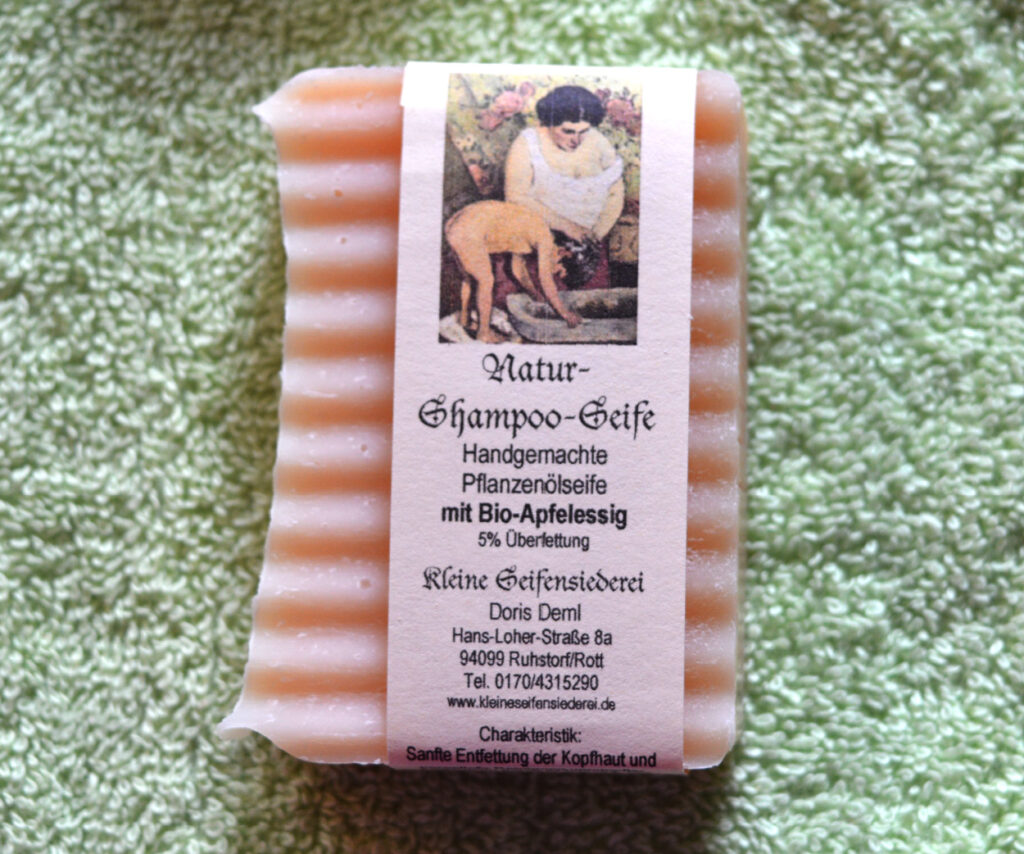 Natur-
Shampoo-Seife
Handgemachte
Pflanzenölseife
mit Bio-Apfelessig
5% Überfettung
Kleine Seifensiederei
Doris Deml
Hans-Loher-Straße 8a
94099 Ruhstorf/Rott
Tel. 0170/4315290
www.kleineseifensiederei.de
Charakteristik:
Sanfte Entfettung der Kopfhaut und